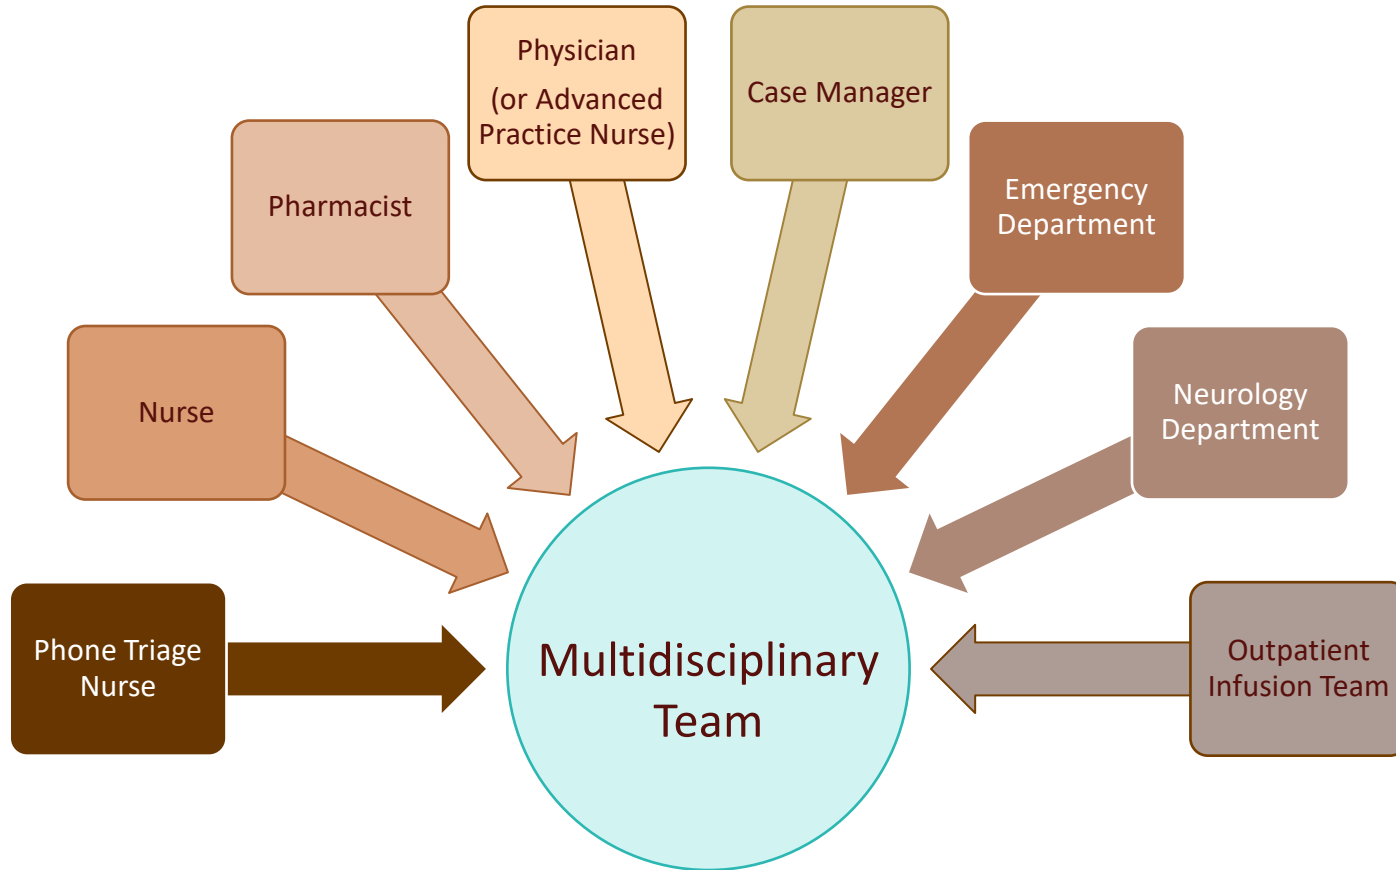 Physician
(or Advanced
Practice Nurse)
Case Manager
Pharmacist
Emergency
Department
Nurse
Neurology
Department
Phone Triage
Nurse
Outpatient
Infusion Team
Multidisciplinary
Team